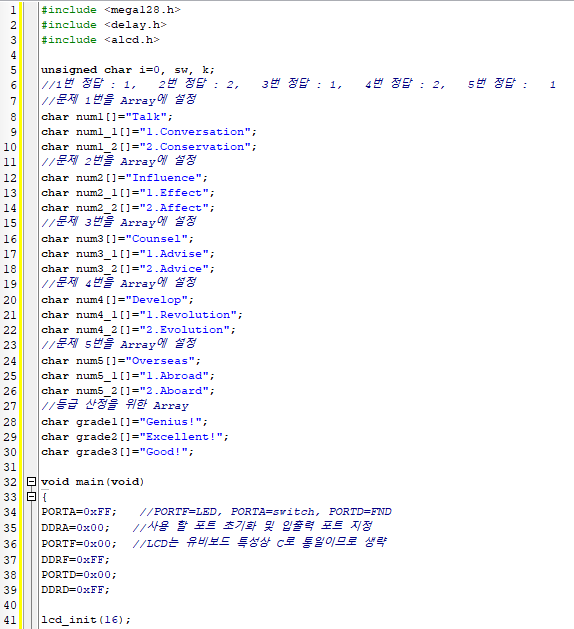 1 #include <mega128.h>
2 #include <delay.h>
3 #include <alcd.h>
4
5 unsigned char i=0, sw, k;
6 //1번 정답 : 1,   2번 정답 : 2,   3번 정답 : 1,   4번 정답 : 2,   5번 정답 :   1
7 //문제 1번을 Array에 설정
8 char num1[]="Talk";
9 char num1_1[]="1.Conversation";
10 char num1_2[]="2.Conservation";
11 //문제 2번을 Array에 설정
12 char num2[]="Influence";
13 char num2_1[]="1.Effect";
14 char num2_2[]="2.Affect";
15 //문제 3번을 Array에 설정
16 char num3[]="Counsel";
17 char num3_1[]="1.Advise";
18 char num3_2[]="2.Advice";
19 //문제 4번을 Array에 설정
20 char num4[]="Develop";
21 char num4_1[]="1.Revolution";
22 char num4_2[]="2.Evolution";
23 //문제 5번을 Array에 설정
24 char num5[]="Overseas";
25 char num5_1[]="1.Abroad";
26 char num5_2[]="2.Aboard";
27 //등급 산정을 위한 Array
28 char grade1[]="Genius!";
29 char grade2[]="Excellent!";
30 char grade3[]="Good!";
31
32 void main(void)
33 {
34 PORTA=0xFF;   //PORTF=LED, PORTA=switch, PORTD=FND
35 DDRA=0x00;   //사용 할 포트 초기화 및 입출력 포트 지정
36 PORTF=0x00;  //LCD는 유비보드 특성상 C로 통일이므로 생략
37 DDRF=0xFF;
38 PORTD=0x00;
39 DDRD=0xFF;
40
41 lcd_init(16);